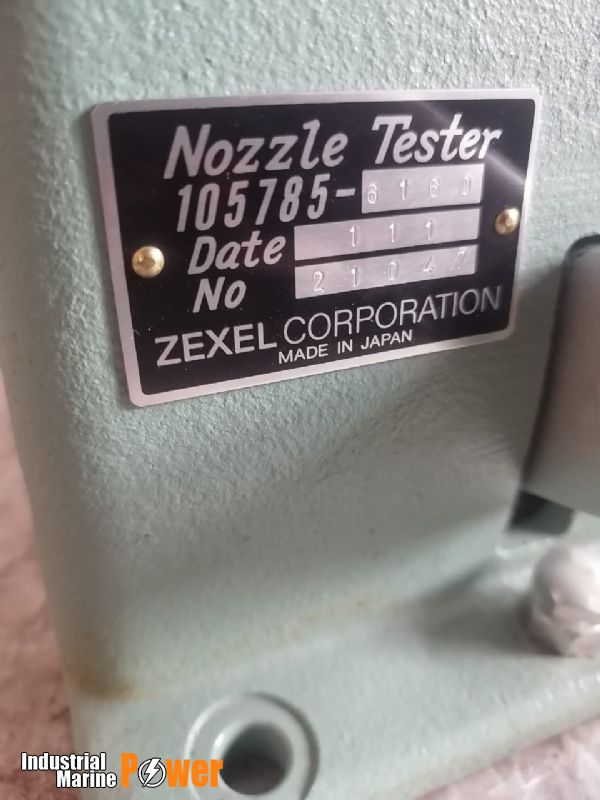 Nozzle Tester
105785-6160
Date 111
No 21047
ZEXEL CORPORATION
MADE IN JAPAN
Industrial
Marine Power